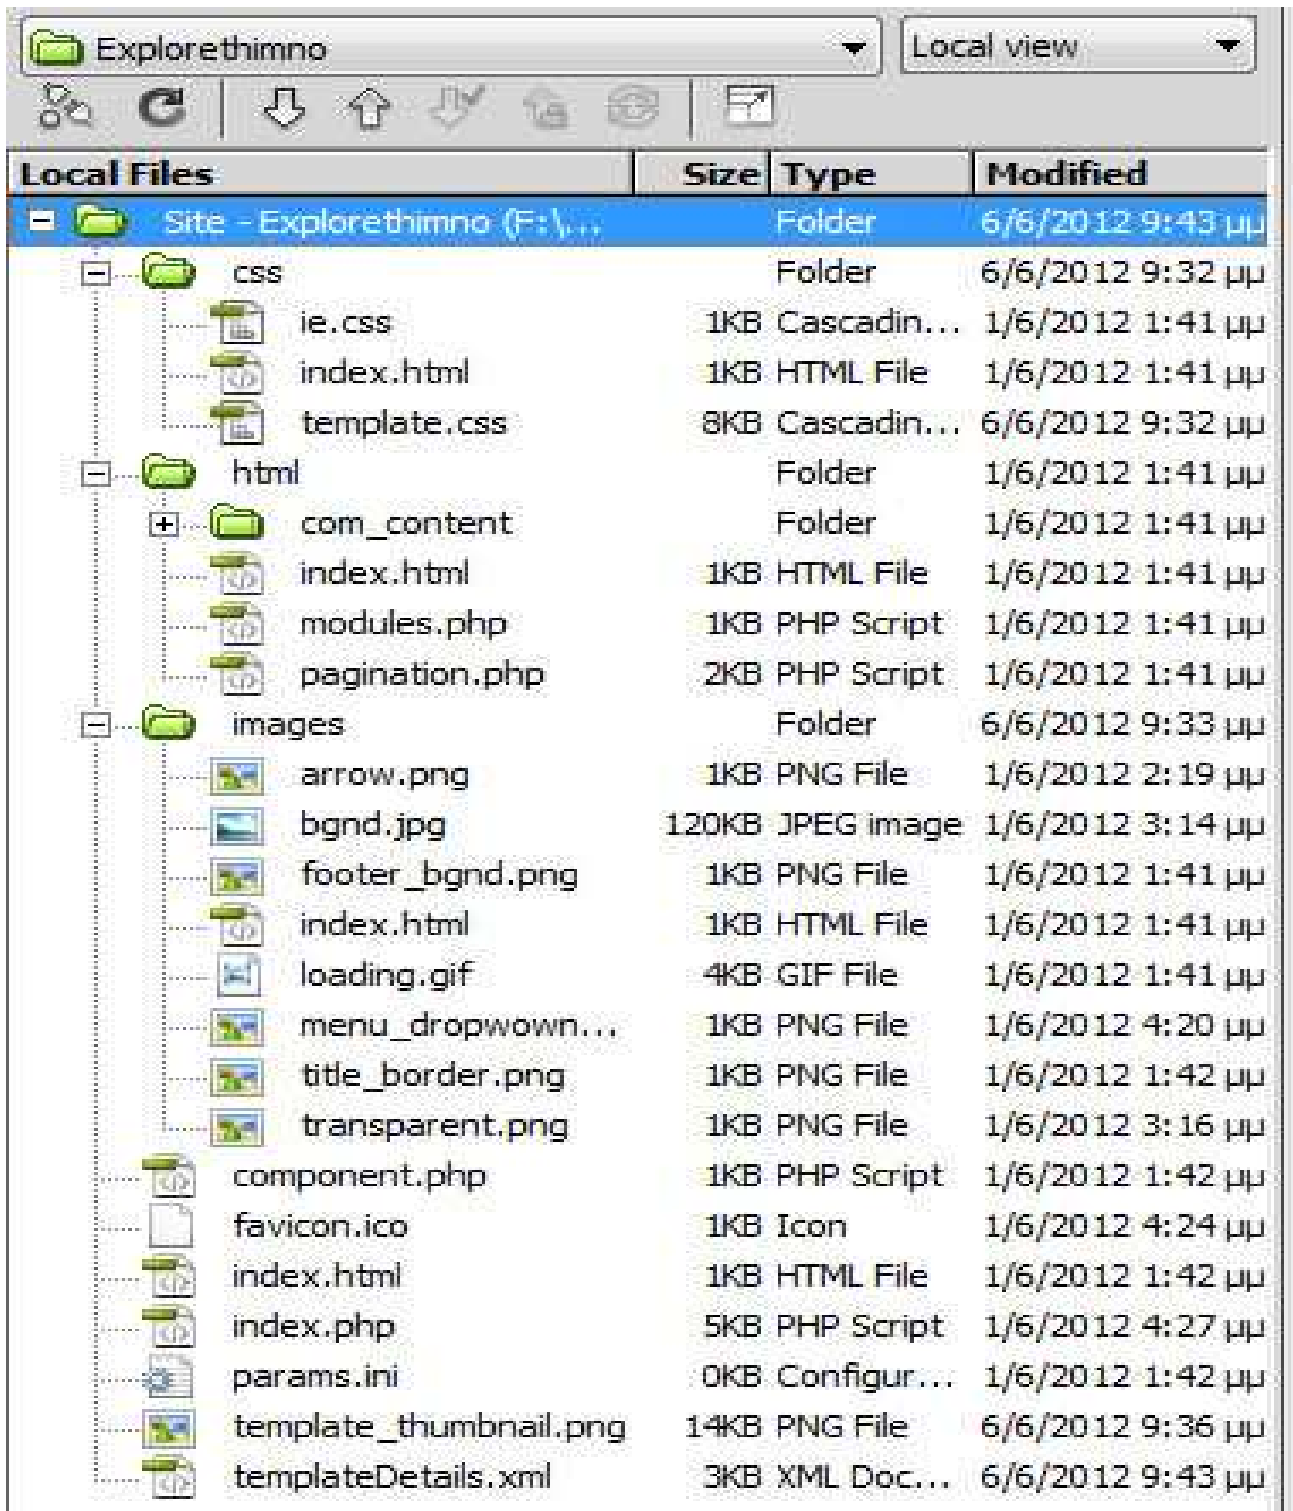 Explorethimno Local view
Local Files Size Type Modified
Site - Explorethimno (F:\... Folder 6/6/2012 9:43 μμ
css Folder 6/6/2012 9:32 μμ
ie.css 1KB Cascadin... 1/6/2012 1:41 μμ
index.html 1KB HTML File 1/6/2012 1:41 μμ
template.css 8KB Cascadin... 6/6/2012 9:32 μμ
html Folder 1/6/2012 1:41 μμ
com_content Folder 1/6/2012 1:41 μμ
index.html 1KB HTML File 1/6/2012 1:41 μμ
modules.php 1KB PHP Script 1/6/2012 1:41 μμ
pagination.php 2KB PHP Script 1/6/2012 1:41 μμ
images Folder 6/6/2012 9:33 μμ
arrow.png 1KB PNG File 1/6/2012 2:19 μμ
bgnd.jpg 120KB JPEG image 1/6/2012 3:14 μμ
footer_bgnd.png 1KB PNG File 1/6/2012 1:41 μμ
index.html 1KB HTML File 1/6/2012 1:41 μμ
loading.gif 4KB GIF File 1/6/2012 1:41 μμ
menu_dropwown... 1KB PNG File 1/6/2012 4:20 μμ
title_border.png 1KB PNG File 1/6/2012 1:42 μμ
transparent.png 1KB PNG File 1/6/2012 3:16 μμ
component.php 1KB PHP Script 1/6/2012 1:42 μμ
favicon.ico 1KB Icon 1/6/2012 4:24 μμ
index.html 1KB HTML File 1/6/2012 1:42 μμ
index.php 5KB PHP Script 1/6/2012 4:27 μμ
params.ini 0KB Configur... 1/6/2012 1:42 μμ
template_thumbnail.png 14KB PNG File 6/6/2012 9:36 μμ
templateDetails.xml 3KB XML Doc... 6/6/2012 9:43 μμ